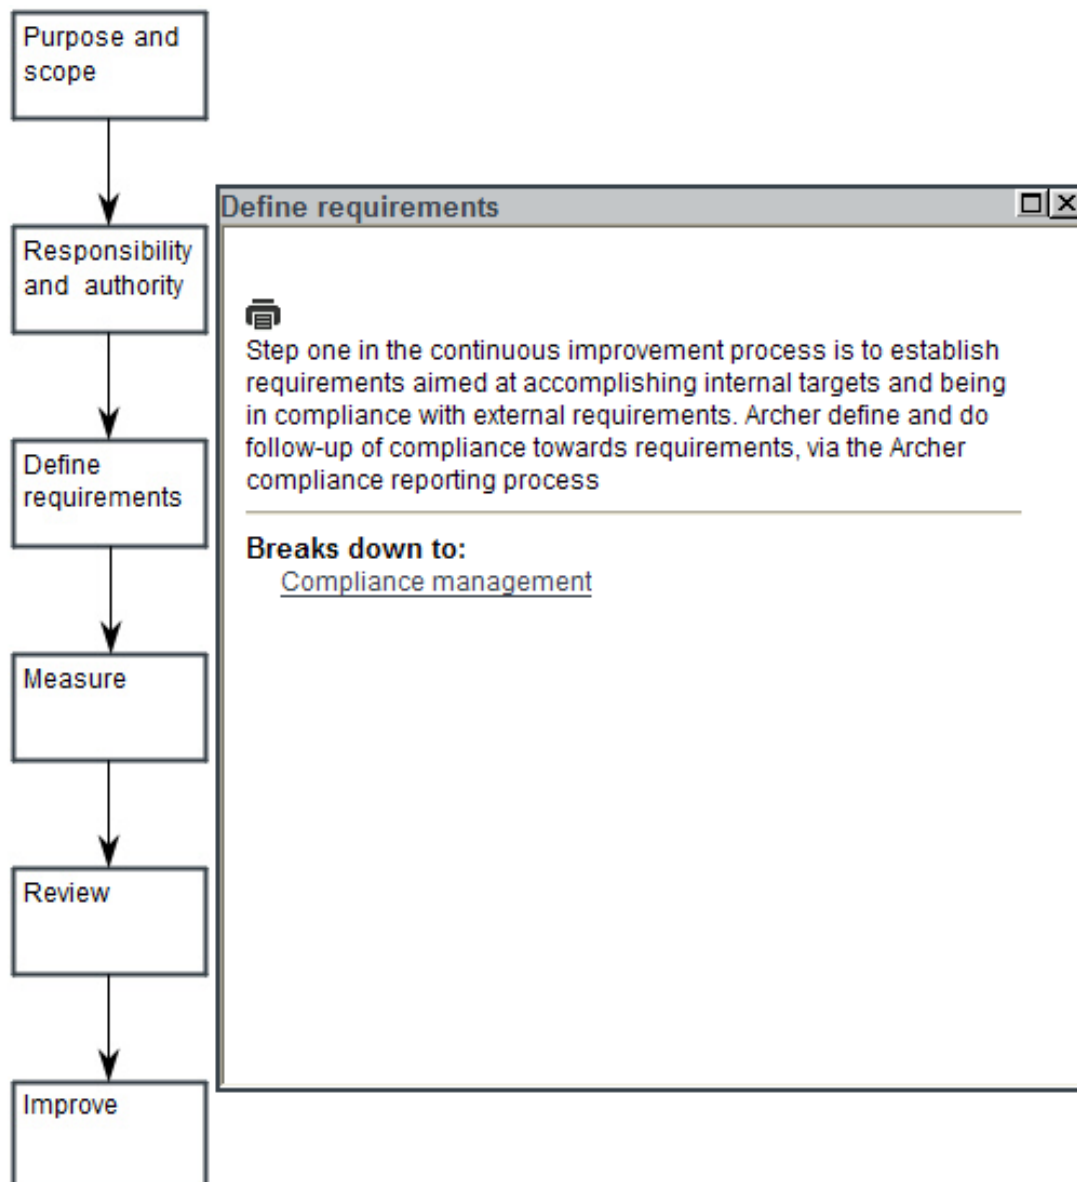 Purpose and
scope
Responsibility
and authority
Define
requirements
Measure
Review
Improve
Define requirements
Step one in the continuous improvement process is to establish
requirements aimed at accomplishing internal targets and being
in compliance with external requirements. Archer define and do
follow-up of compliance towards requirements, via the Archer
compliance reporting process
Breaks down to:
Compliance management